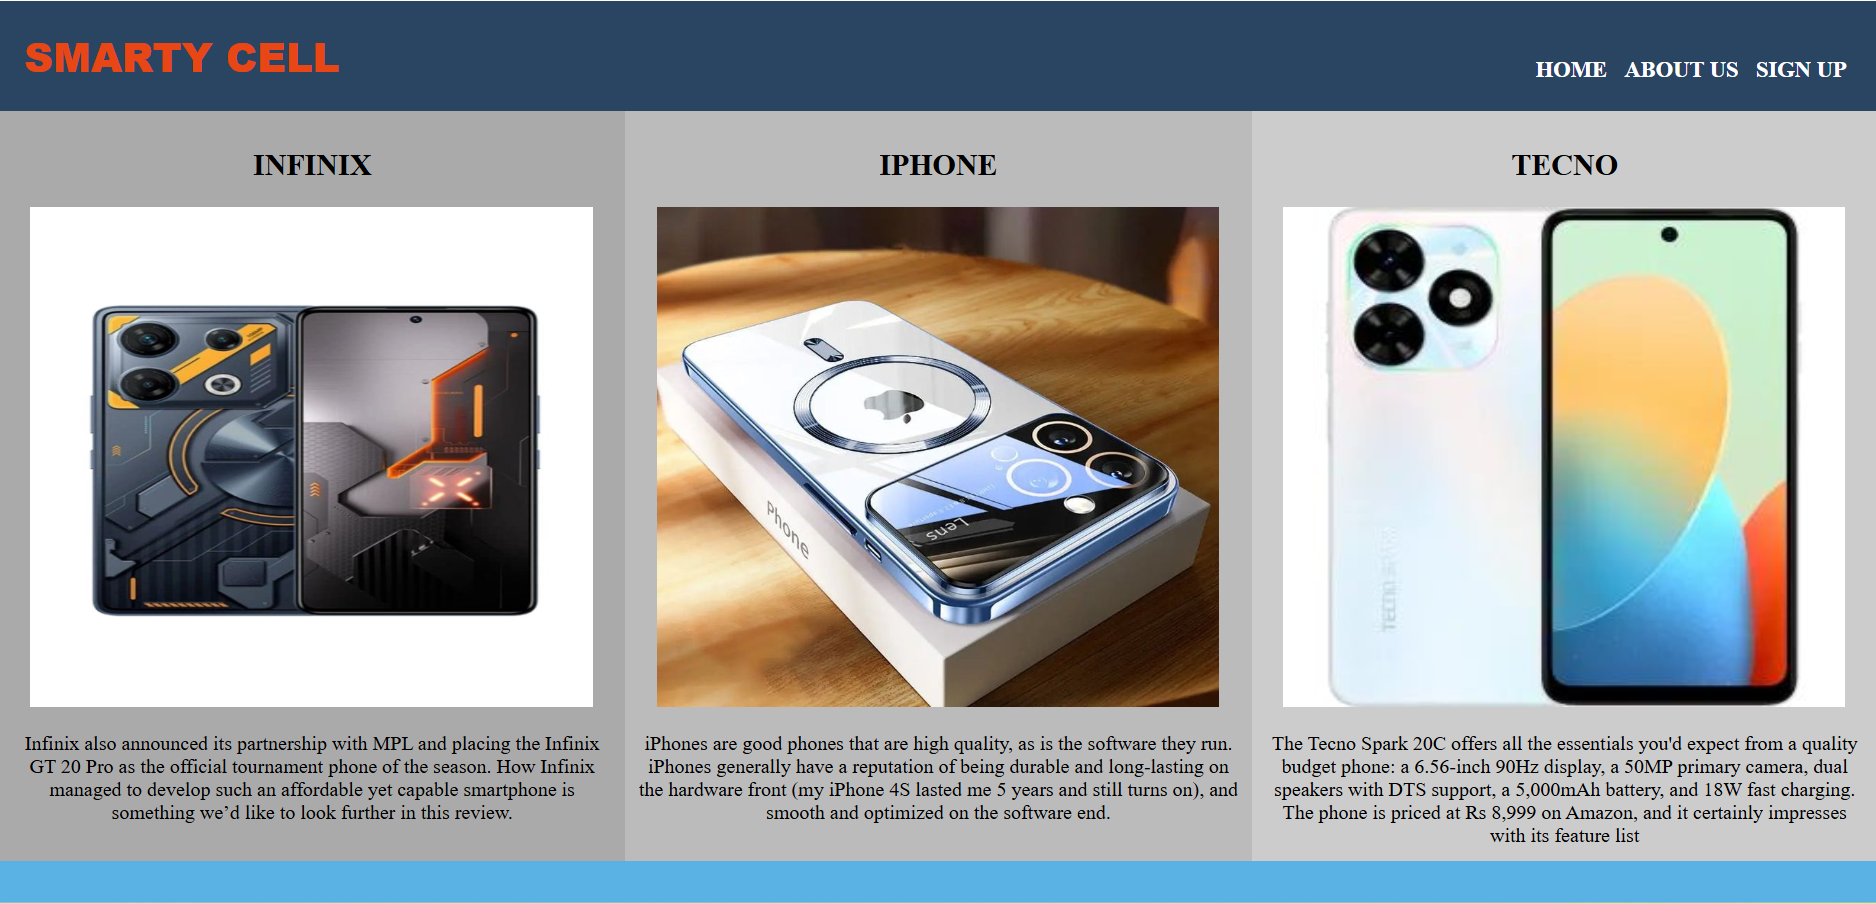 SMARTY CELL
HOME ABOUT US SIGN UP
INFINIX
IPHONE
TECNO
Phone
Lens
TECNO SPARK
Infinix also announced its partnership with MPL and placing the Infinix
GT 20 Pro as the official tournament phone of the season. How Infinix
managed to develop such an affordable yet capable smartphone is
something we’d like to look further in this review.
iPhones are good phones that are high quality, as is the software they run.
iPhones generally have a reputation of being durable and long-lasting on
the hardware front (my iPhone 4S lasted me 5 years and still turns on), and
smooth and optimized on the software end.
The Tecno Spark 20C offers all the essentials you'd expect from a quality
budget phone: a 6.56-inch 90Hz display, a 50MP primary camera, dual
speakers with DTS support, a 5,000mAh battery, and 18W fast charging.
The phone is priced at Rs 8,999 on Amazon, and it certainly impresses
with its feature list